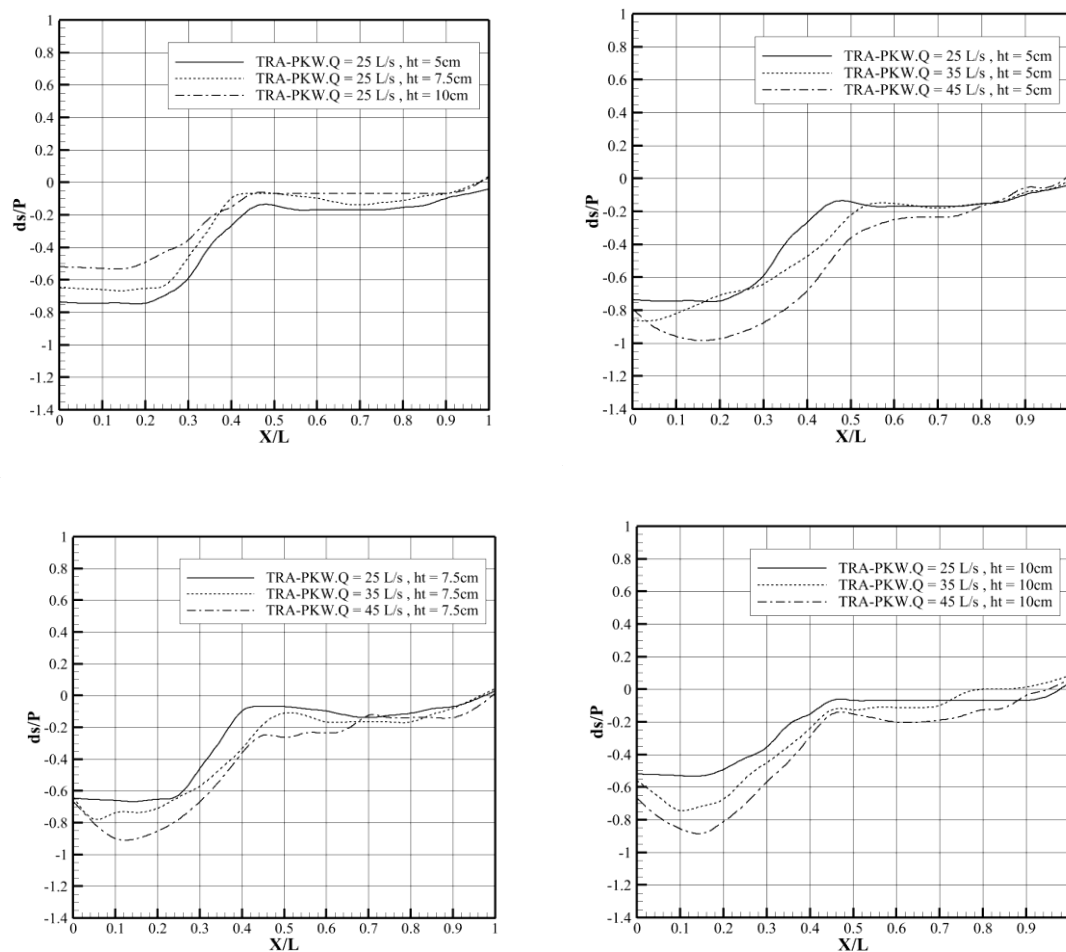 1
0.8
0.6
0.4
0.2
0
-0.2
-0.4
-0.6
-0.8
-1
-1.2
-1.4
ds/P
TRA-PKW.Q = 25 L/s , ht = 5cm
TRA-PKW.Q = 25 L/s , ht = 7.5cm
TRA-PKW.Q = 25 L/s , ht = 10cm
0 0.1 0.2 0.3 0.4 0.5 0.6 0.7 0.8 0.9 1
X/L
1
0.8
0.6
0.4
0.2
0
-0.2
-0.4
-0.6
-0.8
-1
-1.2
-1.4
ds/P
TRA-PKW.Q = 25 L/s , ht = 5cm
TRA-PKW.Q = 35 L/s , ht = 5cm
TRA-PKW.Q = 45 L/s , ht = 5cm
0 0.1 0.2 0.3 0.4 0.5 0.6 0.7 0.8 0.9
X/L
1
0.8
0.6
0.4
0.2
0
-0.2
-0.4
-0.6
-0.8
-1
-1.2
-1.4
ds/P
TRA-PKW.Q = 25 L/s , ht = 7.5cm
TRA-PKW.Q = 35 L/s , ht = 7.5cm
TRA-PKW.Q = 45 L/s , ht = 7.5cm
0 0.1 0.2 0.3 0.4 0.5 0.6 0.7 0.8 0.9 1
X/L
1
0.8
0.6
0.4
0.2
0
-0.2
-0.4
-0.6
-0.8
-1
-1.2
-1.4
ds/P
TRA-PKW.Q = 25 L/s , ht = 10cm
TRA-PKW.Q = 35 L/s , ht = 10cm
TRA-PKW.Q = 45 L/s , ht = 10cm
0 0.1 0.2 0.3 0.4 0.5 0.6 0.7 0.8 0.9
X/L